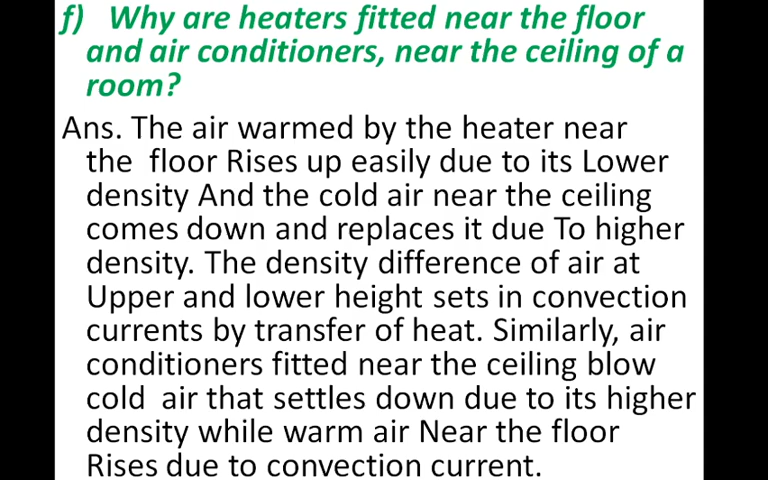 f) Why are heaters fitted near the floor
and air conditioners, near the ceiling of a
room?
Ans. The air warmed by the heater near
the floor Rises up easily due to its Lower
density And the cold air near the ceiling
comes down and replaces it due To higher
density. The density difference of air at
Upper and lower height sets in convection
currents by transfer of heat. Similarly, air
conditioners fitted near the ceiling blow
cold air that settles down due to its higher
density while warm air Near the floor
Rises due to convection current.